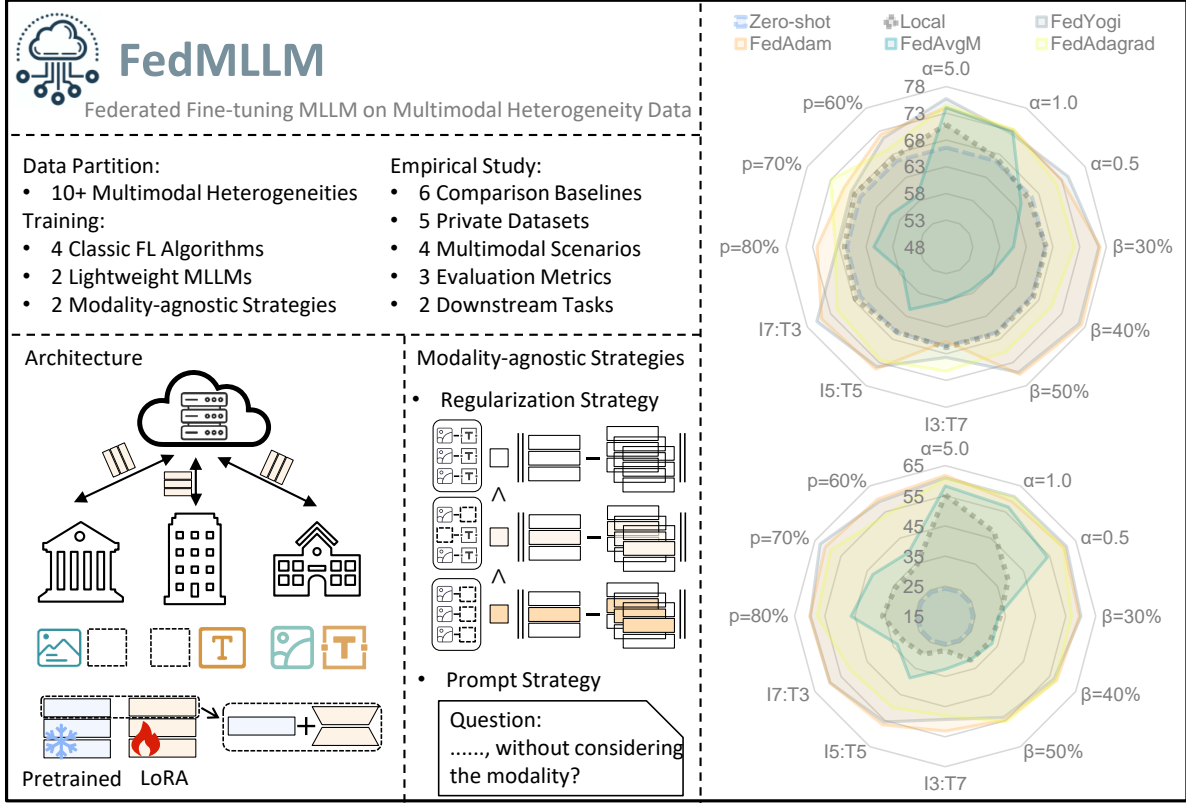 FedMLLM
Federated Fine-tuning MLLM on Multimodal Heterogeneity Data
Data Partition:
• 10+ Multimodal Heterogeneities
Training:
• 4 Classic FL Algorithms
• 2 Lightweight MLLMs
• 2 Modality-agnostic Strategies
Empirical Study:
• 6 Comparison Baselines
• 5 Private Datasets
• 4 Multimodal Scenarios
• 3 Evaluation Metrics
• 2 Downstream Tasks
Architecture
T
T
Pretrained
LoRA
Modality-agnostic Strategies
• Regularization Strategy
T
T
T
T
T
• Prompt Strategy
Question:
......, without considering
the modality?
Zero-shot
Local
FedYogi
FedAdam
FedAvgM
FedAdagrad
α=5.0
α=1.0
α=0.5
β=30%
β=40%
β=50%
I3:T7
I5:T5
I7:T3
p=80%
p=70%
p=60%
78
73
68
63
58
53
48
α=5.0
α=1.0
α=0.5
β=30%
β=40%
β=50%
I3:T7
I5:T5
I7:T3
p=80%
p=70%
p=60%
65
55
45
35
25
15